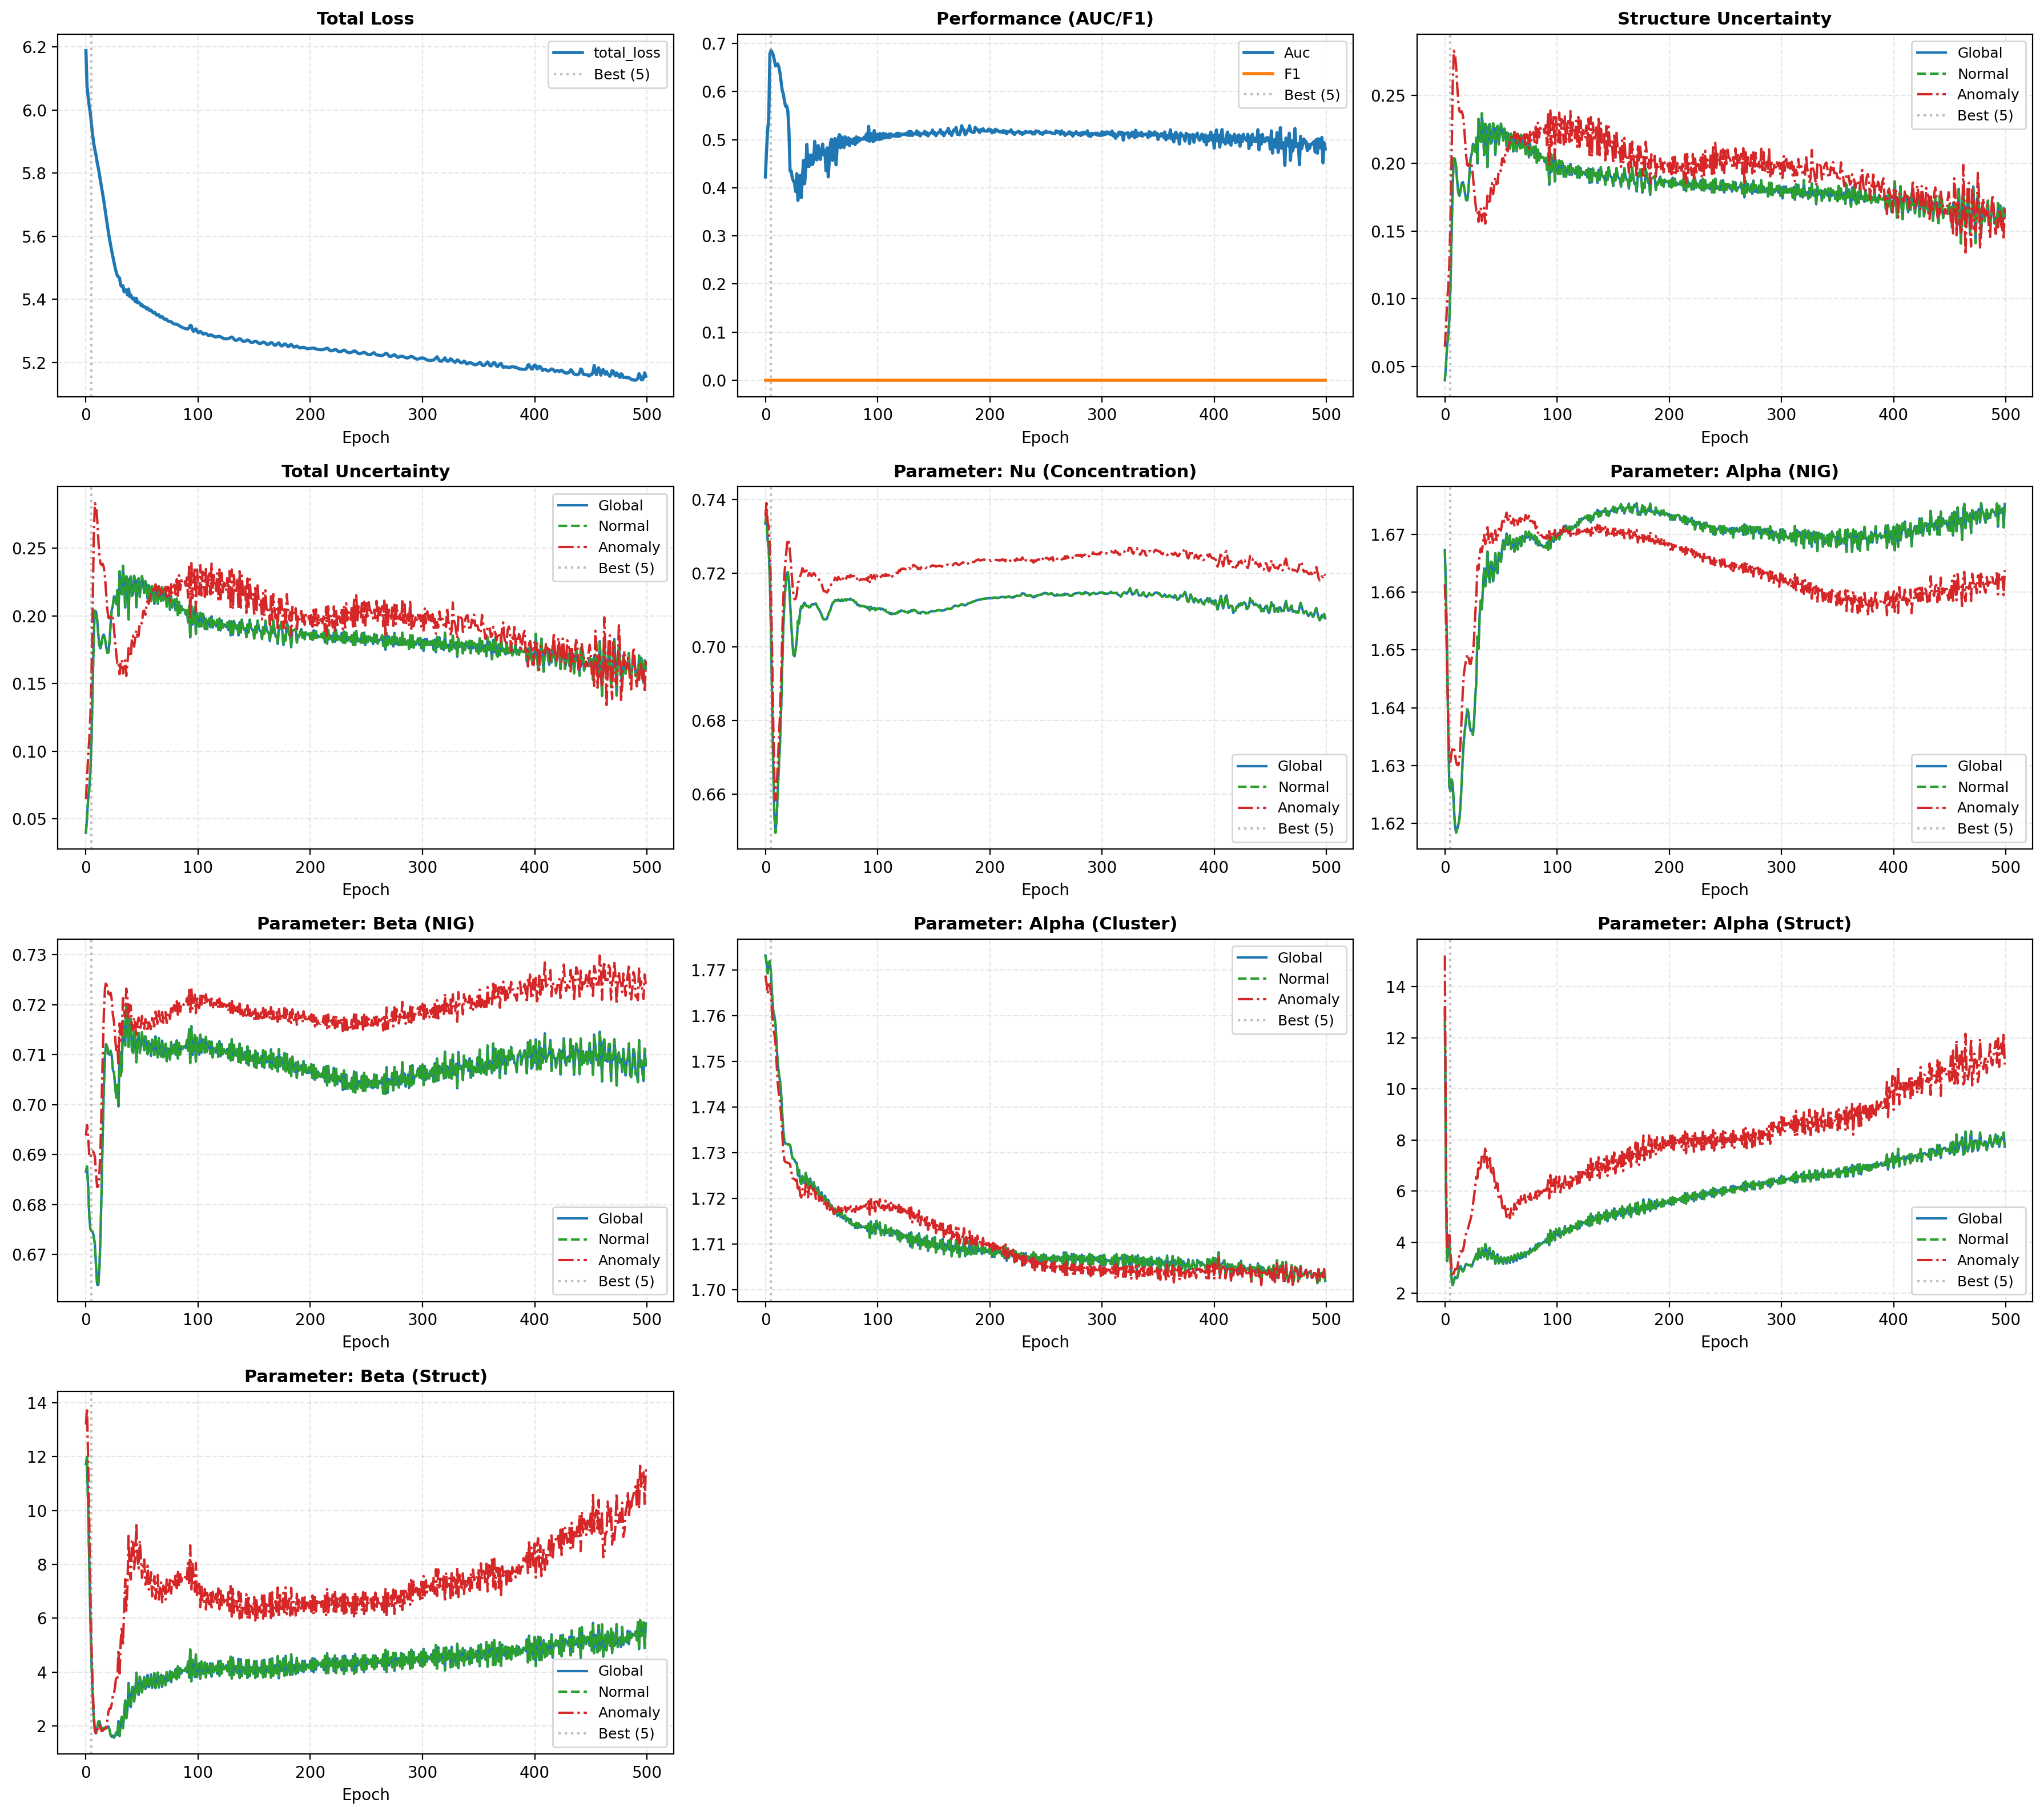 Total Loss
6.2
6.0
5.8
5.6
5.4
5.2
0
100
200
300
400
500
Epoch
total_loss
Best (5)
Performance (AUC/F1)
0.7
0.6
0.5
0.4
0.3
0.2
0.1
0.0
0
100
200
300
400
500
Epoch
Auc
F1
Best (5)
Structure Uncertainty
0.25
0.20
0.15
0.10
0.05
0
100
200
300
400
500
Epoch
Global
Normal
Anomaly
Best (5)
Total Uncertainty
0.25
0.20
0.15
0.10
0.05
0
100
200
300
400
500
Epoch
Global
Normal
Anomaly
Best (5)
Parameter: Nu (Concentration)
0.74
0.72
0.70
0.68
0.66
0
100
200
300
400
500
Epoch
Global
Normal
Anomaly
Best (5)
Parameter: Alpha (NIG)
1.67
1.66
1.65
1.64
1.63
1.62
0
100
200
300
400
500
Epoch
Global
Normal
Anomaly
Best (5)
Parameter: Beta (NIG)
0.73
0.72
0.71
0.70
0.69
0.68
0.67
0
100
200
300
400
500
Epoch
Global
Normal
Anomaly
Best (5)
Parameter: Alpha (Cluster)
1.77
1.76
1.75
1.74
1.73
1.72
1.71
1.70
0
100
200
300
400
500
Epoch
Global
Normal
Anomaly
Best (5)
Parameter: Alpha (Struct)
14
12
10
8
6
4
2
0
100
200
300
400
500
Epoch
Global
Normal
Anomaly
Best (5)
Parameter: Beta (Struct)
14
12
10
8
6
4
2
0
100
200
300
400
500
Epoch
Global
Normal
Anomaly
Best (5)